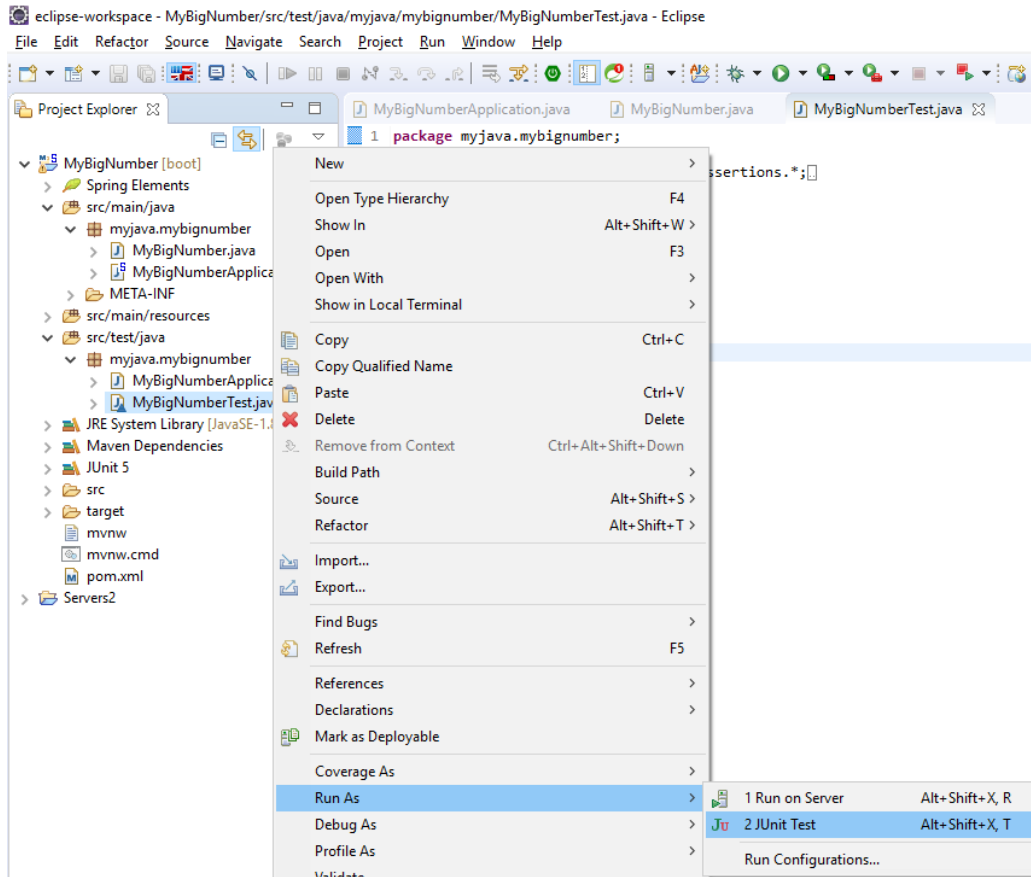 eclipse-workspace - MyBigNumber/src/test/java/myjava/mybignumber/MyBigNumberTest.java - Eclipse
File Edit Refactor Source Navigate Search Project Run Window Help
Project Explorer
MyBigNumberApplication.java MyBigNumber.java MyBigNumberTest.java
1 package myjava.mybignumber;
ssertions.*;
MyBigNumber [boot]
Spring Elements
src/main/java
myjava.mybignumber
MyBigNumber.java
MyBigNumberApplica
META-INF
src/main/resources
src/test/java
myjava.mybignumber
MyBigNumberApplica
MyBigNumberTest.jav
JRE System Library [JavaSE-1.8
Maven Dependencies
JUnit 5
src
target
mvnw
mvnw.cmd
pom.xml
Servers2
New
Open Type Hierarchy F4
Show In Alt+Shift+W >
Open F3
Open With
Show in Local Terminal
Copy Ctrl+C
Copy Qualified Name
Paste Ctrl+V
Delete Delete
Remove from Context Ctrl+Alt+Shift+Down
Build Path
Source Alt+Shift+S >
Refactor Alt+Shift+T >
Import...
Export...
Find Bugs
Refresh F5
References
Declarations
Mark as Deployable
Coverage As
Run As
Debug As
Profile As
Validate
1 Run on Server Alt+Shift+X, R
Ju 2 JUnit Test Alt+Shift+X, T
Run Configurations...